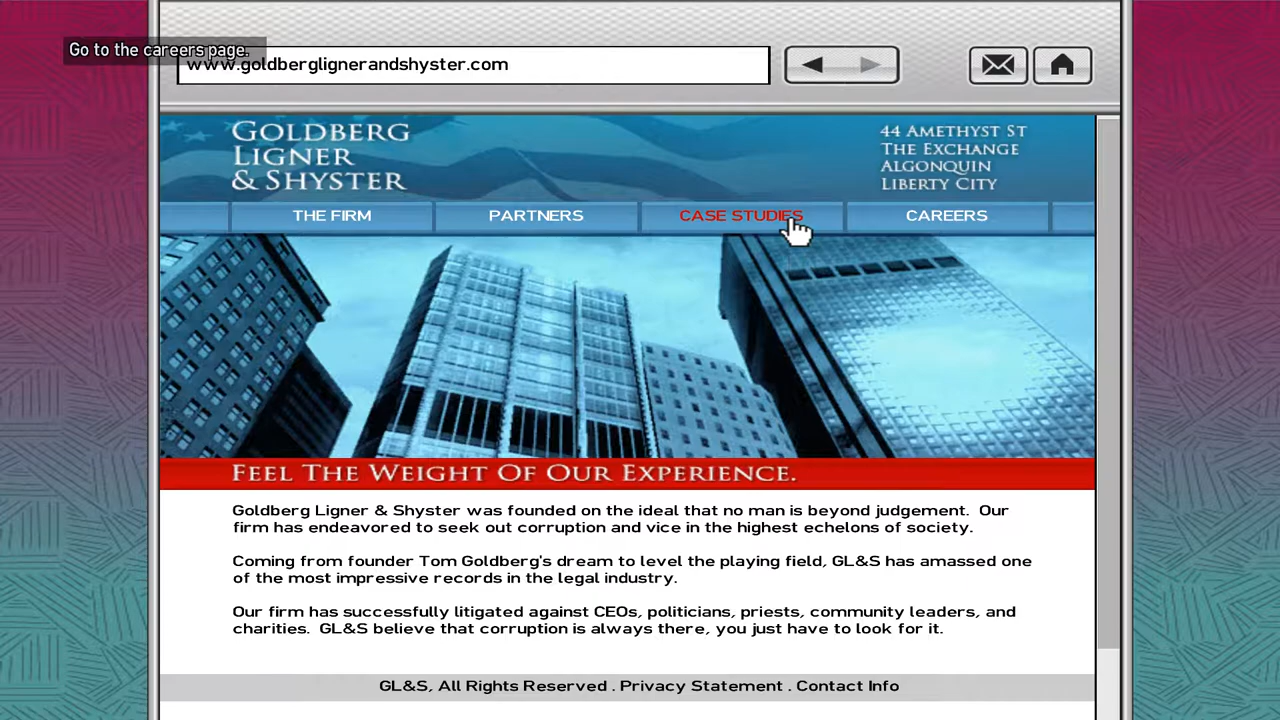 Go to the careers page.
www.goldberglignerandshyster.com
GOLDBERG
LIGNER
& SHYSTER
44 AMETHYST ST
THE EXCHANGE
ALGONQUIN
LIBERTY CITY
THE FIRM
PARTNERS
CASE STUDIES
CAREERS
FEEL THE WEIGHT OF OUR EXPERIENCE.
Goldberg Ligner & Shyster was founded on the ideal that no man is beyond judgement. Our
firm has endeavored to seek out corruption and vice in the highest echelons of society.
Coming from founder Tom Goldberg's dream to level the playing field, GL&S has amassed one
of the most impressive records in the legal industry.
Our firm has successfully litigated against CEOs, politicians, priests, community leaders, and
charities. GL&S believe that corruption is always there, you just have to look for it.
GL&S, All Rights Reserved . Privacy Statement . Contact Info